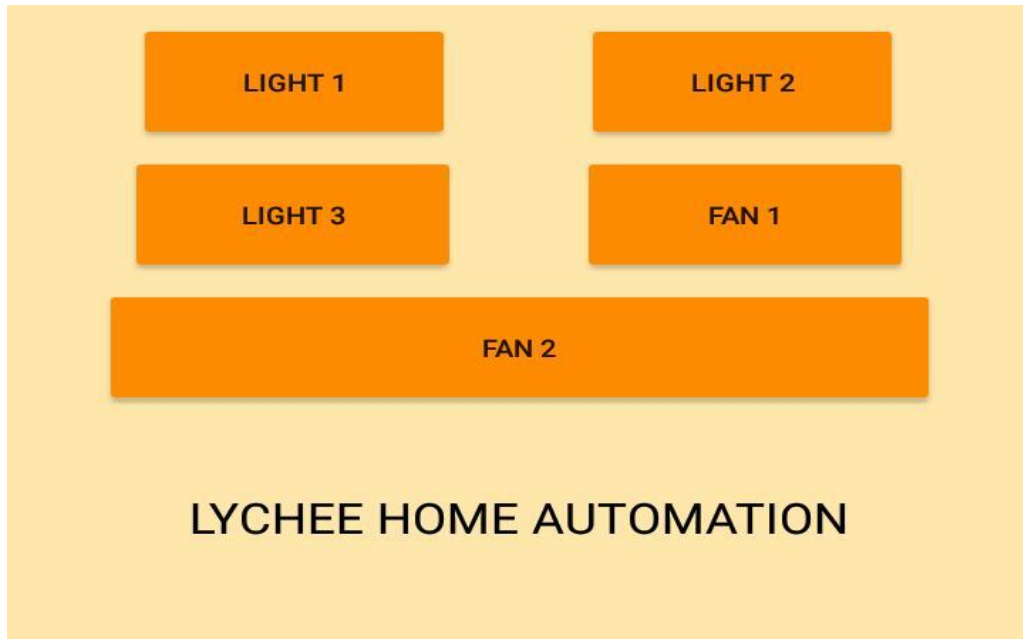 LIGHT 1
LIGHT 2
LIGHT 3
FAN 1
FAN 2
LYCHEE HOME AUTOMATION